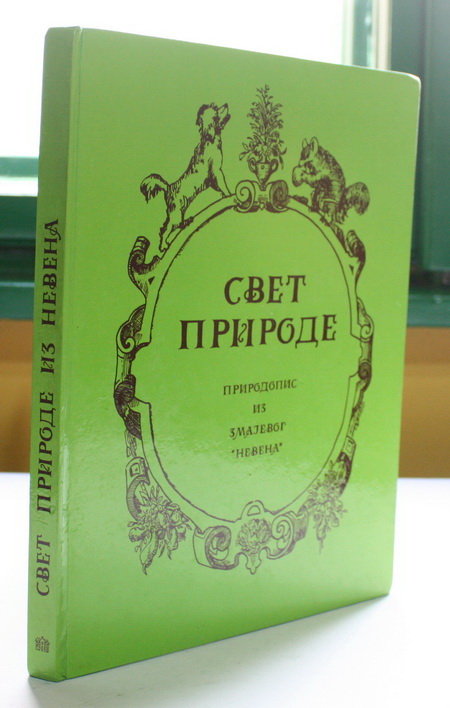 СВЕТ
ПРИРОДЕ
ПРИРОДОПИС
ИЗ
ЗМАЈЕВОГ
"НЕВЕНА"
СВЕТ ПРИРОДЕ ИЗ НЕВЕНА